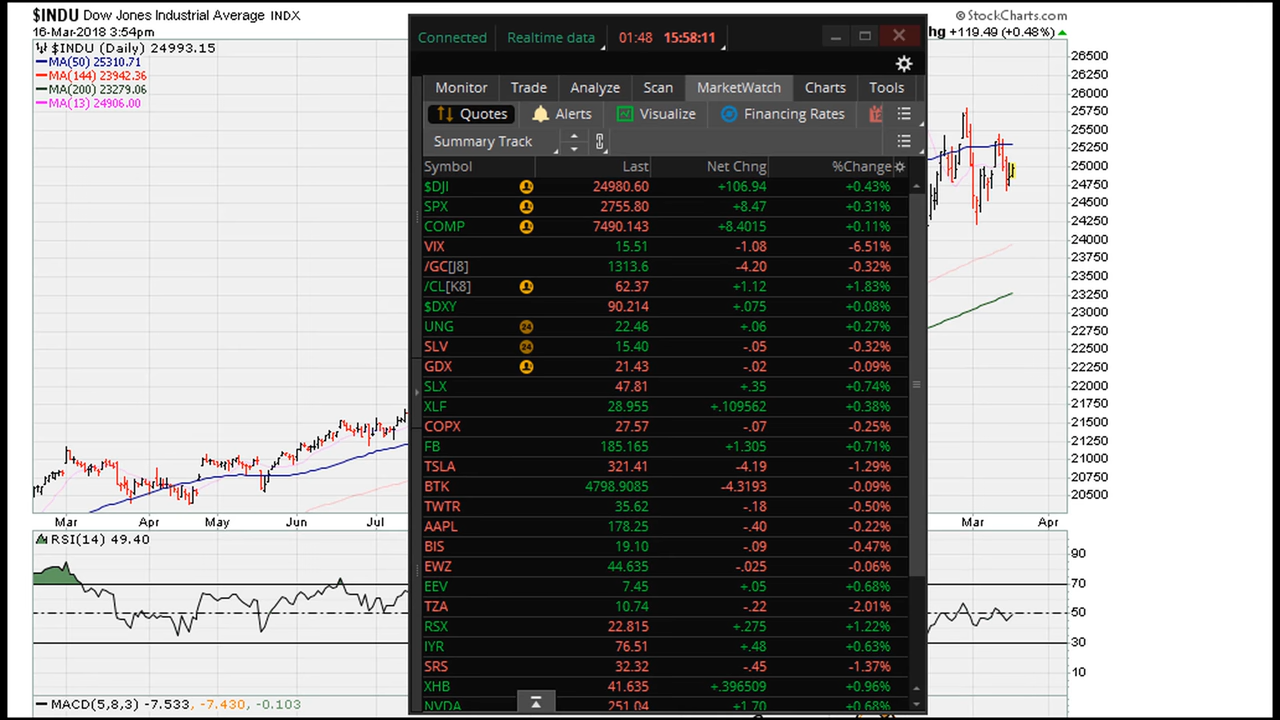 $INDU Dow Jones Industrial Average INDX
© StockCharts.com
16-Mar-2018 3:54pm
hg +119.49 (+0.48%)
$INDU (Daily) 24993.15
MA(50) 25310.71
MA(144) 23942.36
MA(200) 23279.06
MA(13) 24906.00
Connected Realtime data 01:48 15:58:11
Monitor Trade Analyze Scan MarketWatch Charts Tools
Quotes Alerts Visualize Financing Rates
Summary Track
Symbol Last Net Chng %Change
$DJI 24980.60 +106.94 +0.43%
SPX 2755.80 +8.47 +0.31%
COMP 7490.143 +8.4015 +0.11%
VIX 15.51 -1.08 -6.51%
/GC[J8] 1313.6 -4.20 -0.32%
/CL[K8] 62.37 +1.12 +1.83%
$DXY 90.214 +.075 +0.08%
UNG 24 22.46 +.06 +0.27%
SLV 24 15.40 -.05 -0.32%
GDX 21.43 -.02 -0.09%
SLX 47.81 +.35 +0.74%
XLF 28.955 +.109562 +0.38%
COPX 27.57 -.07 -0.25%
FB 185.165 +1.305 +0.71%
TSLA 321.41 -4.19 -1.29%
BTK 4798.9085 -4.3193 -0.09%
TWTR 35.62 -.18 -0.50%
AAPL 178.25 -.40 -0.22%
BIS 19.10 -.09 -0.47%
EWZ 44.635 -.025 -0.06%
EEV 7.45 +.05 +0.68%
TZA 10.74 -.22 -2.01%
RSX 22.815 +.275 +1.22%
IYR 76.51 +.48 +0.63%
SRS 32.32 -.45 -1.37%
XHB 41.635 +.396509 +0.96%
NVDA 251.04 +1.70 +0.68%
26500
26250
26000
25750
25500
25250
25000
24750
24500
24250
24000
23750
23500
23250
23000
22750
22500
22250
22000
21750
21500
21250
21000
20750
20500
Mar Apr May Jun Jul Mar Apr
RSI(14) 49.40
90
70
50
30
10
MACD(5,8,3) -7.533, -7.430, -0.103